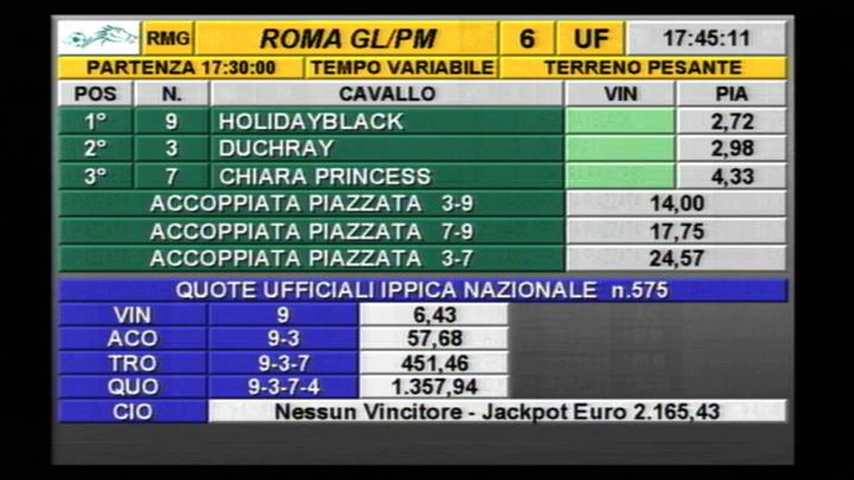 RMG ROMA GL/PM 6 UF 17:45:11
PARTENZA 17:30:00 TEMPO VARIABILE TERRENO PESANTE
POS N. CAVALLO VIN PIA
1° 9 HOLIDAYBLACK 2,72
2° 3 DUCHRAY 2,98
3° 7 CHIARA PRINCESS 4,33
ACCOPPIATA PIAZZATA 3-9 14,00
ACCOPPIATA PIAZZATA 7-9 17,75
ACCOPPIATA PIAZZATA 3-7 24,57
QUOTE UFFICIALI IPPICA NAZIONALE n.575
VIN 9 6,43
ACO 9-3 57,68
TRO 9-3-7 451,46
QUO 9-3-7-4 1.357,94
CIO Nessun Vincitore - Jackpot Euro 2.165,43